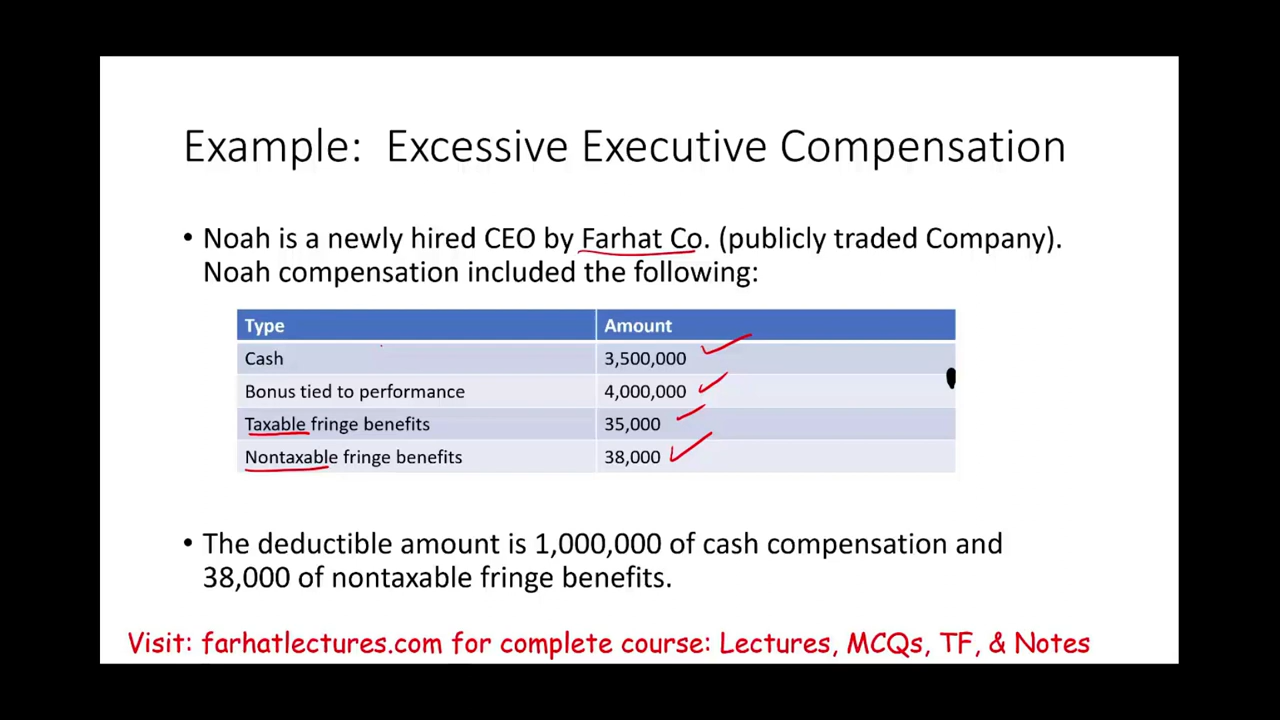 Example: Excessive Executive Compensation
• Noah is a newly hired CEO by Farhat Co. (publicly traded Company).
Noah compensation included the following:
Type Amount
Cash 3,500,000
Bonus tied to performance 4,000,000
Taxable fringe benefits 35,000
Nontaxable fringe benefits 38,000
• The deductible amount is 1,000,000 of cash compensation and
38,000 of nontaxable fringe benefits.
Visit: farhatlectures.com for complete course: Lectures, MCQs, TF, & Notes